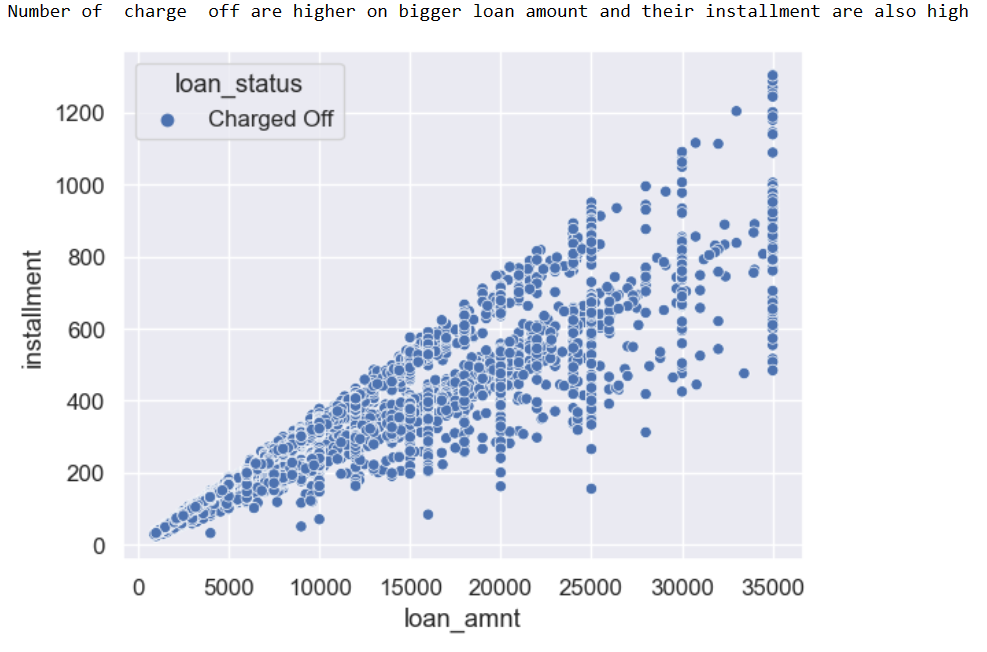 Number of  charge  off are higher on bigger loan amount and their installment are also high
loan_status
Charged Off
1200
1000
800
600
400
200
0
installment
0 5000 10000 15000 20000 25000 30000 35000
loan_amnt